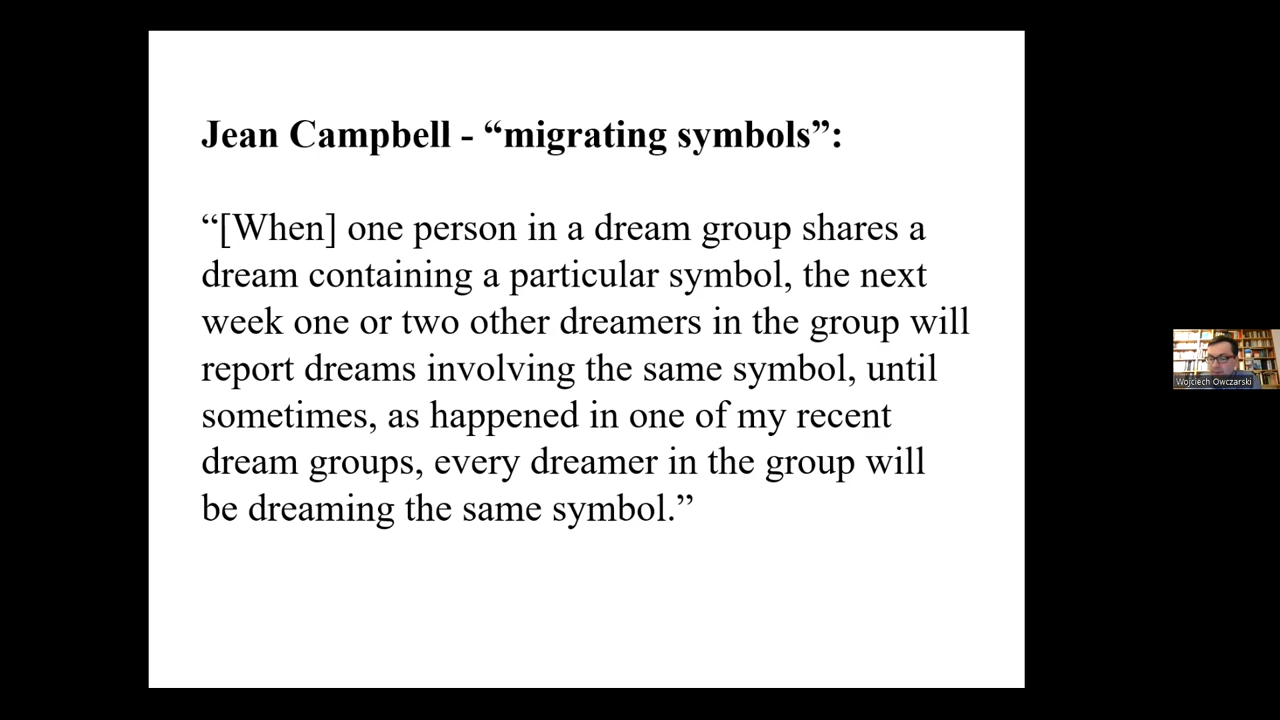 Jean Campbell - “migrating symbols”:
“[When] one person in a dream group shares a
dream containing a particular symbol, the next
week one or two other dreamers in the group will
report dreams involving the same symbol, until
sometimes, as happened in one of my recent
dream groups, every dreamer in the group will
be dreaming the same symbol.”
Wojciech Owczarski